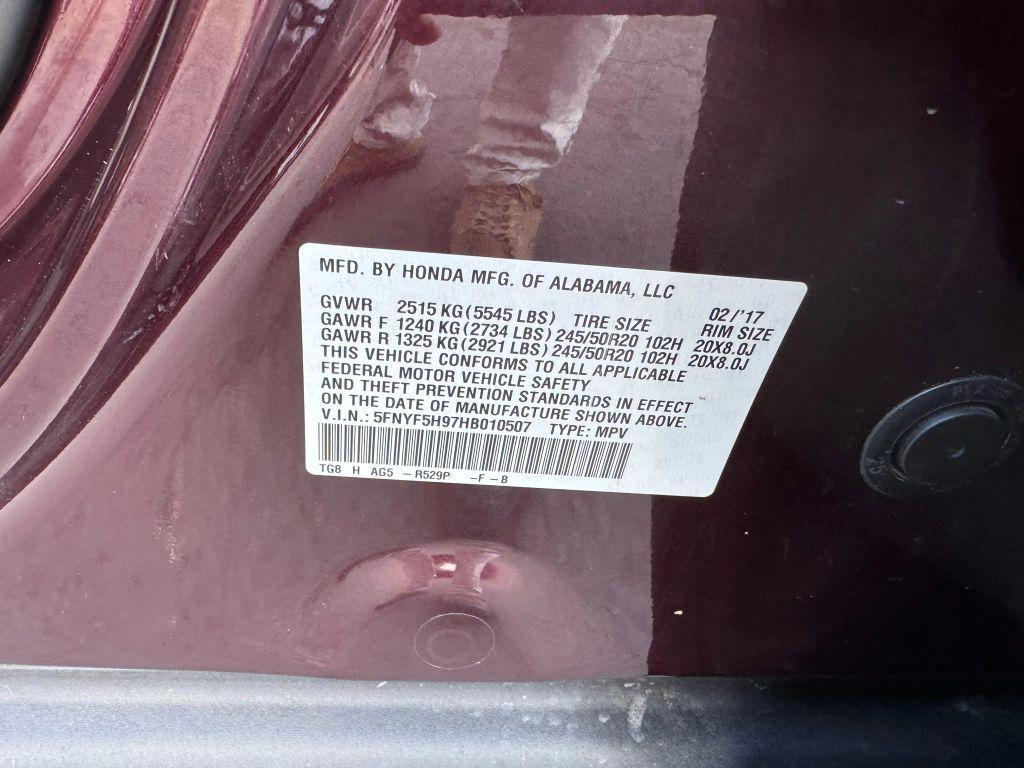 MFD. BY HONDA MFG. OF ALABAMA, LLC
02/'17
GVWR 2515 KG (5545 LBS) TIRE SIZE RIM SIZE
GAWR F 1240 KG (2734 LBS) 245/50R20 102H 20X8.0J
GAWR R 1325 KG (2921 LBS) 245/50R20 102H 20X8.0J
THIS VEHICLE CONFORMS TO ALL APPLICABLE
FEDERAL MOTOR VEHICLE SAFETY
AND THEFT PREVENTION STANDARDS IN EFFECT
ON THE DATE OF MANUFACTURE SHOWN ABOVE.
V.I.N.: 5FNYF5H97HB010507 TYPE: MPV
TG8 H AG5 -R529P -F -B